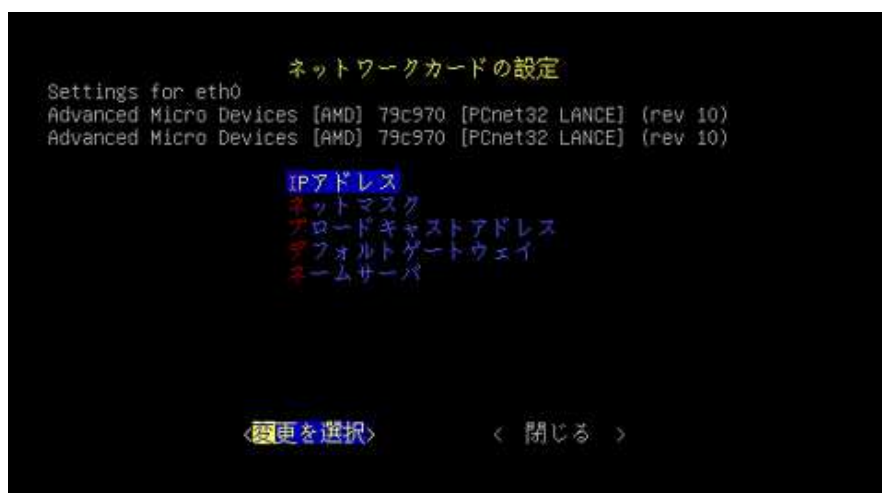 ネットワークカードの設定
Settings for eth0
Advanced Micro Devices [AMD] 79c970 [PCnet32 LANCE] (rev 10)
Advanced Micro Devices [AMD] 79c970 [PCnet32 LANCE] (rev 10)
IPアドレス
ネットマスク
ブロードキャストアドレス
デフォルトゲートウェイ
ネームサーバ
<変更を選択> < 閉じる >